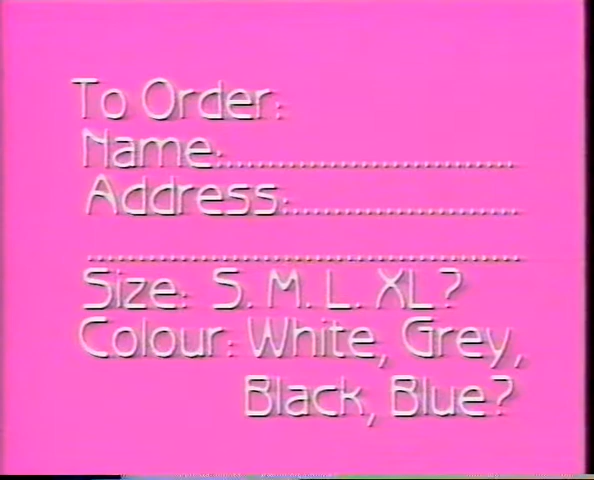 To Order:
Name:..............................
Address:........................
............................................
Size: S. M. L. XL?
Colour: White, Grey,
Black, Blue?